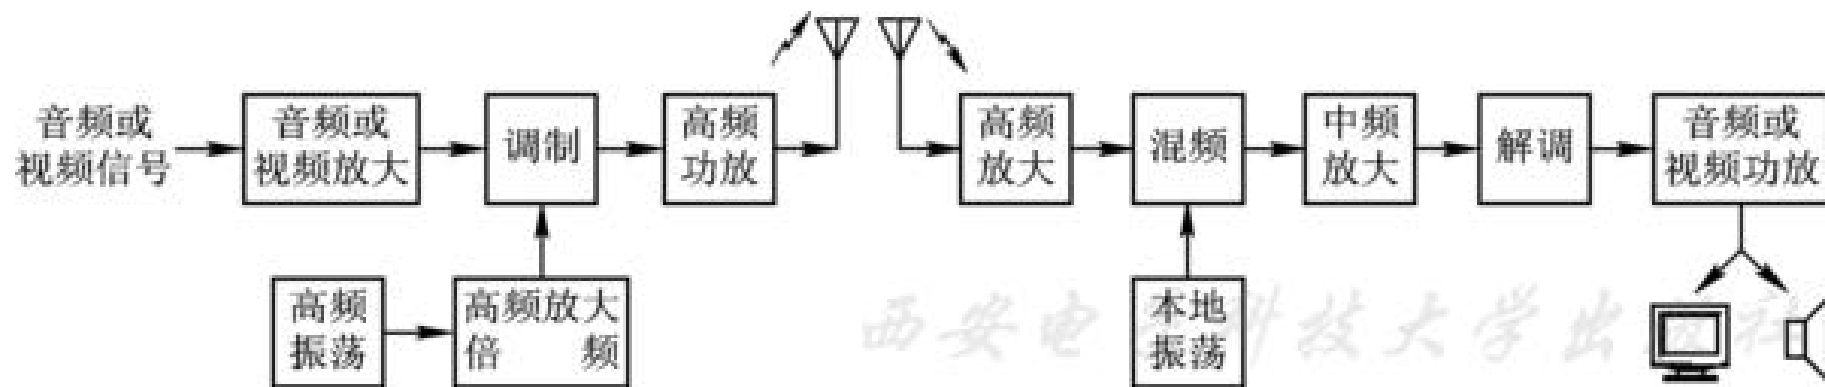 音频或
视频信号
音频或
视频放大
调制
高频
功放
高频
放大
混频
中频
放大
解调
音频或
视频功放
高频
振荡
高频放大
倍 频
本地
振荡
西安电子科技大学出版社